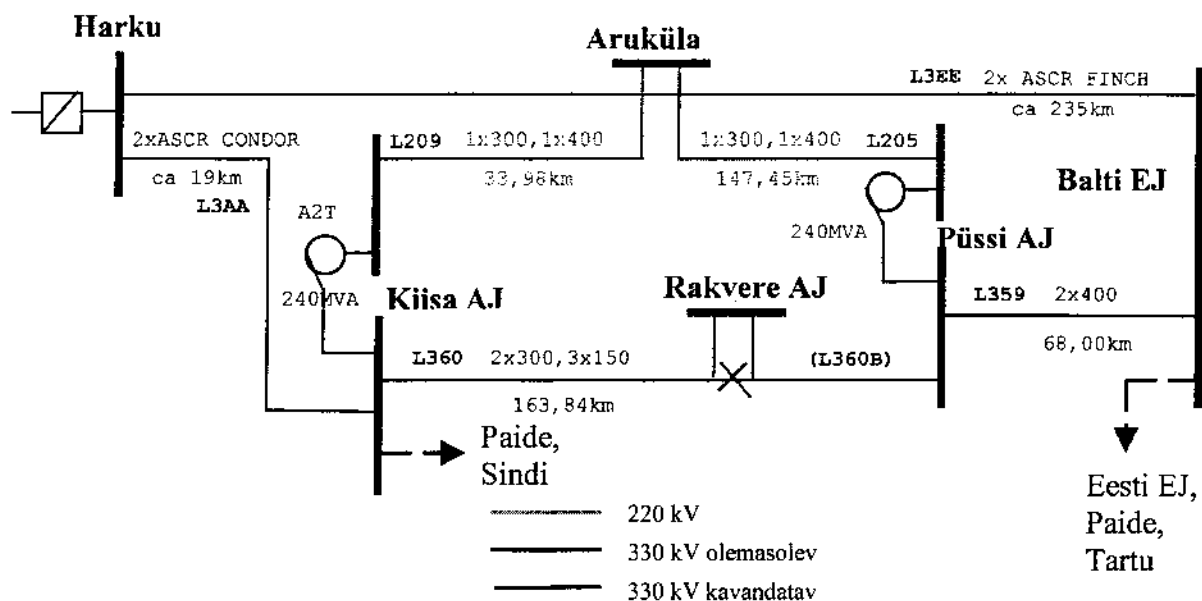 Harku
Aruküla
L3EE 2x ASCR FINCH
ca 235km
2xASCR CONDOR
ca 19km
L3AA
L209 1x300,1x400
33,98km
1x300,1x400 L205
147,45km
Balti EJ
A2T
240MVA
240MVA
Püssi AJ
Kiisa AJ
Rakvere AJ
L359 2x400
68,00km
L360 2x300,3x150
163,84km
(L360B)
Paide,
Sindi
Eesti EJ,
Paide,
Tartu
220 kV
330 kV olemasolev
330 kV kavandatav